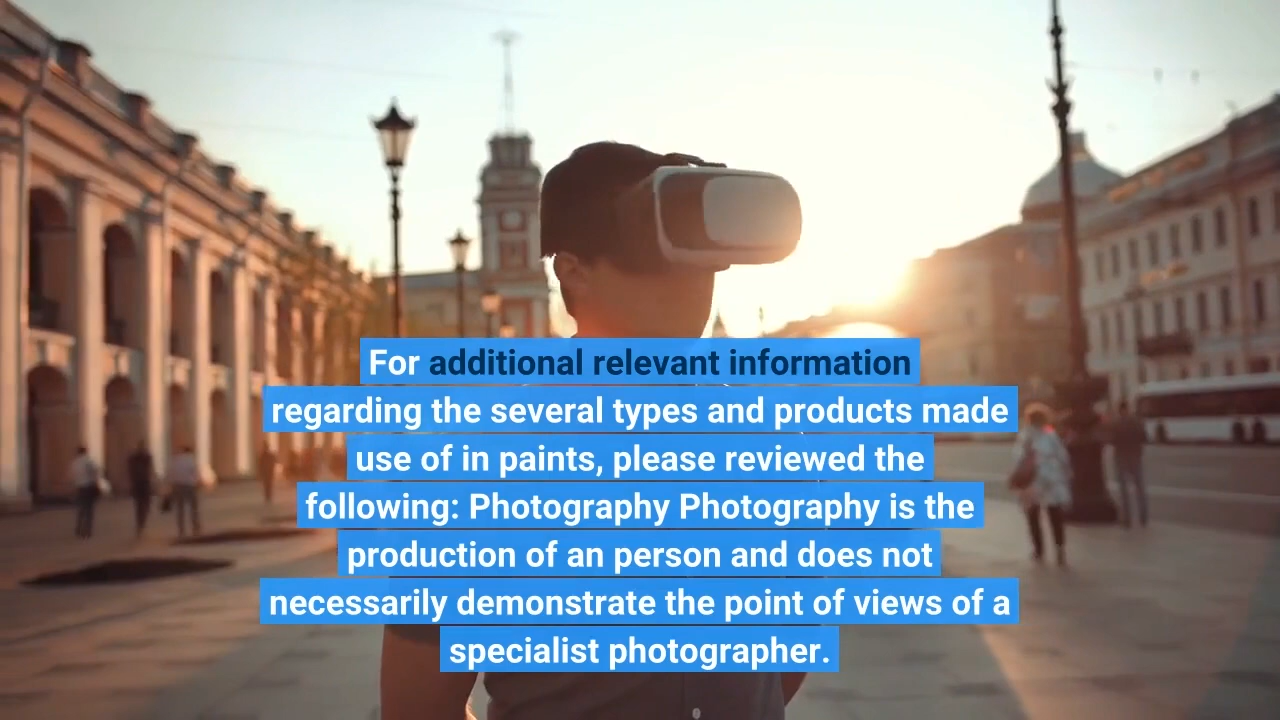 For additional relevant information
regarding the several types and products made
use of in paints, please reviewed the
following: Photography Photography is the
production of an person and does not
necessarily demonstrate the point of views of a
specialist photographer.